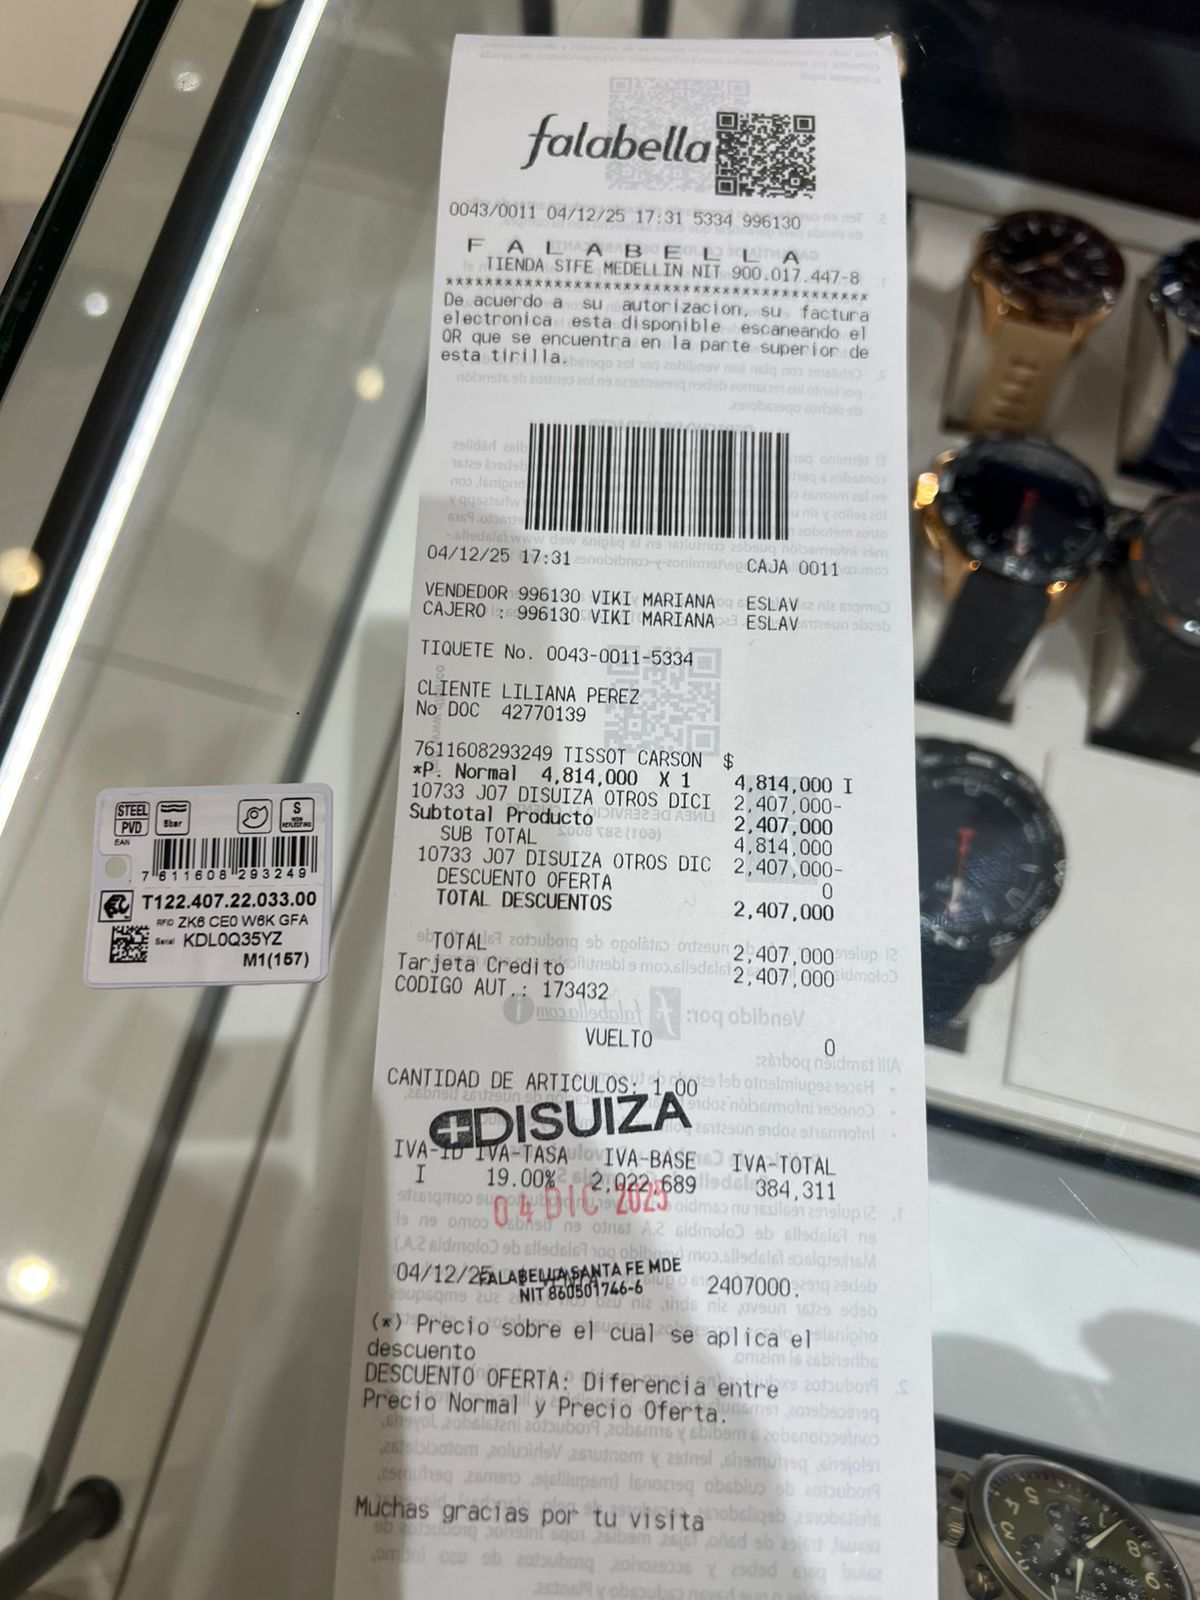 falabella
0043/0011 04/12/25 17:31 5334 996130
F A L A B E L L A
TIENDA STFE MEDELLIN NIT 900.017.447-8
******************************************
De acuerdo a su autorizacion, su factura
electronica esta disponible escaneando el
QR que se encuentra en la parte superior de
esta tirilla.
04/12/25 17:31 CAJA 0011
VENDEDOR 996130 VIKI MARIANA ESLAV
CAJERO : 996130 VIKI MARIANA ESLAV
TIQUETE No. 0043-0011-5334
CLIENTE LILIANA PEREZ
No DOC 42770139
7611608293249 TISSOT CARSON $
*P. Normal 4,814,000 X 1 4,814,000 I
10733 J07 DISUIZA OTROS DICI 2,407,000-
Subtotal Producto 2,407,000
SUB TOTAL 4,814,000
10733 J07 DISUIZA OTROS DIC 2,407,000-
DESCUENTO OFERTA 0
TOTAL DESCUENTOS 2,407,000
TOTAL 2,407,000
Tarjeta Credito 2,407,000
CODIGO AUT.: 173432
VUELTO 0
CANTIDAD DE ARTICULOS: 1.00
DISUIZA
IVA-ID IVA-TASA IVA-BASE IVA-TOTAL
I 19.00% 2,022,689 384,311
04 DIC 2025
04/12/25 2407000.
FALABELLA SANTA FE MDE
NIT 860501746-6
(*) Precio sobre el cual se aplica el
descuento
DESCUENTO OFERTA: Diferencia entre
Precio Normal y Precio Oferta.
Muchas gracias por tu visita
STEEL
PVD
5bar
S
NON
REFLECTING
EAN
7 611608 293249
T122.407.22.033.00
RFID ZK6 CE0 W6K GFA
Serial KDL0Q35YZ
M1(157)